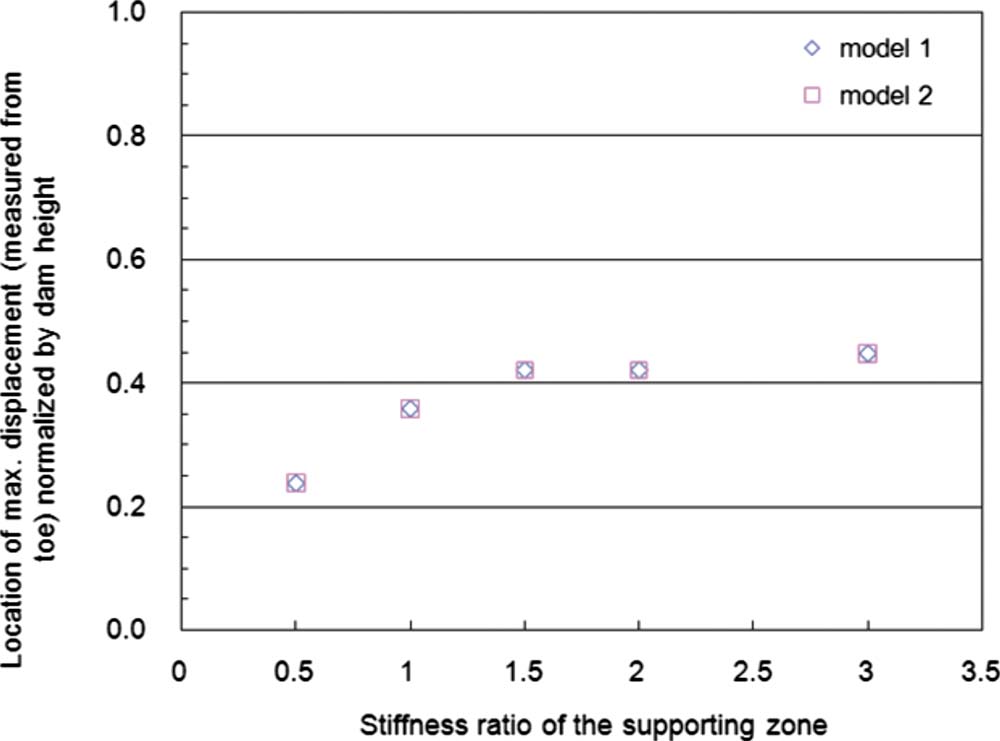 Location of max. displacement (measured from
toe) normalized by dam height
1.0
0.8
0.6
0.4
0.2
0.0
model 1
model 2
0 0.5 1 1.5 2 2.5 3 3.5
Stiffness ratio of the supporting zone